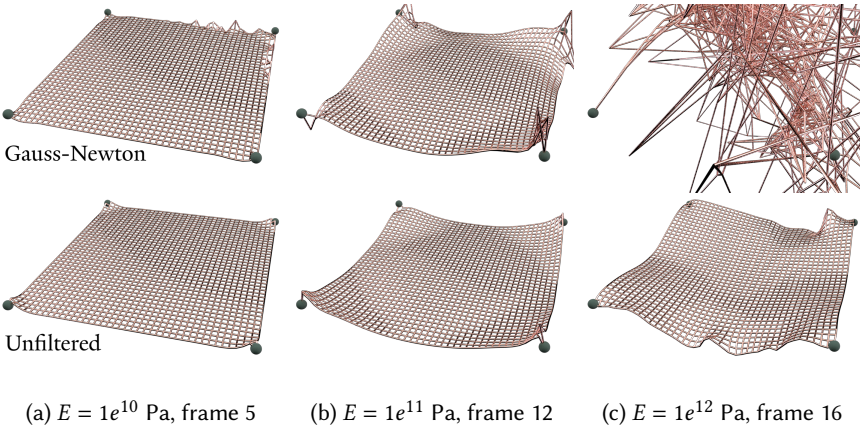 Gauss-Newton
Unfiltered
(a) E = 1e¹⁰ Pa, frame 5 (b) E = 1e¹¹ Pa, frame 12 (c) E = 1e¹² Pa, frame 16